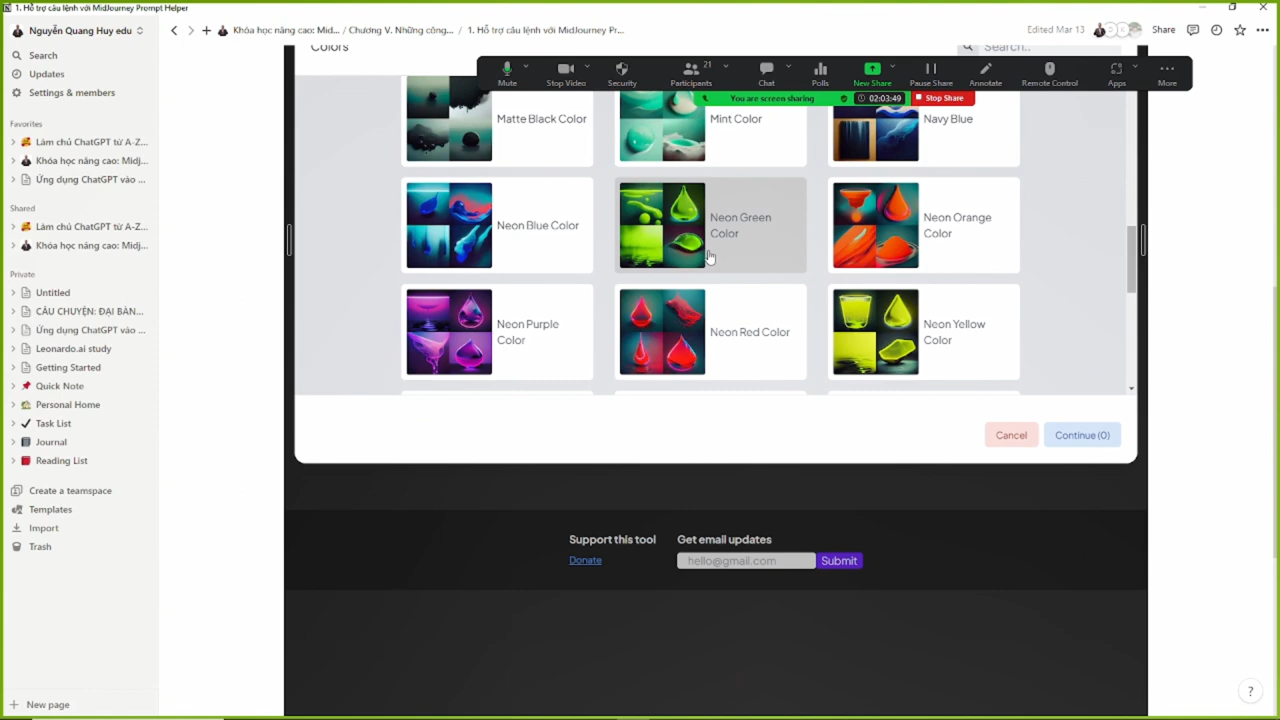 1. Hỗ trợ câu lệnh với MidJourney Prompt Helper
Nguyễn Quang Huy edu
Khóa học nâng cao: Mid... / Chương V. Những công... / 1. Hỗ trợ câu lệnh với MidJourney Pr...
Edited Mar 13
Share
Search
Updates
Settings & members
Favorites
Làm chủ ChatGPT từ A-Z...
Khóa học nâng cao: Midj...
Ứng dụng ChatGPT vào ...
Shared
Làm chủ ChatGPT từ A-Z...
Khóa học nâng cao: Midj...
Private
Untitled
CÂU CHUYỆN: ĐẠI BÀN...
Ứng dụng ChatGPT vào ...
Leonardo.ai study
Getting Started
Quick Note
Personal Home
Task List
Journal
Reading List
Create a teamspace
Templates
Import
Trash
New page
Colors
Search..
Mute
Stop Video
Security
21
Participants
Chat
Polls
New Share
Pause Share
Annotate
Remote Control
Apps
More
You are screen sharing
02:03:49
Stop Share
Matte Black Color
Mint Color
Navy Blue
Neon Blue Color
Neon Green
Color
Neon Orange
Color
Neon Purple
Color
Neon Red Color
Neon Yellow
Color
Cancel
Continue (0)
Support this tool
Donate
Get email updates
hello@gmail.com
Submit
?